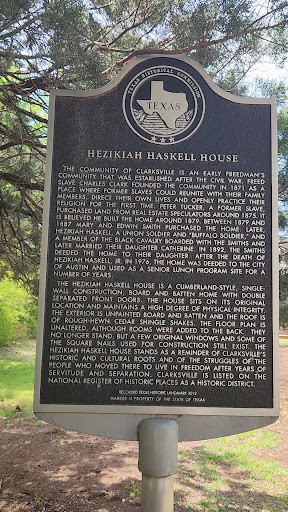 TEXAS HISTORICAL COMMISSION
TEXAS
HEZIKIAH HASKELL HOUSE
THE COMMUNITY OF CLARKSVILLE IS AN EARLY FREEDMAN'S
COMMUNITY THAT WAS ESTABLISHED AFTER THE CIVIL WAR. FREED
SLAVE CHARLES CLARK FOUNDED THE COMMUNITY IN 1871 AS A
PLACE WHERE FORMER SLAVES COULD REUNITE WITH THEIR FAMILY
MEMBERS, DIRECT THEIR OWN LIVES AND OPENLY PRACTICE THEIR
RELIGION FOR THE FIRST TIME. PETER TUCKER, A FORMER SLAVE,
PURCHASED LAND FROM REAL ESTATE SPECULATORS AROUND 1875. IT
IS BELIEVED HE BUILT THE HOME AROUND 1879. BETWEEN 1879 AND
1887, MARY AND EDWIN SMITH PURCHASED THE HOME. LATER,
HEZIKIAH HASKELL, A UNION SOLDIER AND "BUFFALO SOLDIER," AND
A MEMBER OF THE BLACK CAVALRY BOARDED WITH THE SMITHS AND
LATER MARRIED THEIR DAUGHTER CATHERINE. IN 1892, THE SMITHS
DEEDED THE HOME TO THEIR DAUGHTER. AFTER THE DEATH OF
HEZIKIAH HASKELL, JR. IN 1976, THE HOME WAS DEEDED TO THE CITY
OF AUSTIN AND USED AS A SENIOR LUNCH PROGRAM SITE FOR A
NUMBER OF YEARS.
THE HEZIKIAH HASKELL HOUSE IS A CUMBERLAND-STYLE, SINGLE-
WALL CONSTRUCTION, BOARD AND BATTEN HOME WITH DOUBLE
SEPARATED FRONT DOORS. THE HOUSE SITS ON ITS ORIGINAL
LOCATION AND MAINTAINS A HIGH DEGREE OF PHYSICAL INTEGRITY.
THE EXTERIOR IS UNPAINTED BOARD AND BATTEN AND THE ROOF IS
OF ROUGH-HEWN CEDAR SHINGLE SHAKES. THE FLOOR PLAN IS
UNALTERED, ALTHOUGH ROOMS WERE ADDED TO THE BACK. THEY
NO LONGER STAND, BUT A FEW ORIGINAL WINDOWS AND SOME OF
THE SQUARE NAILS USED FOR CONSTRUCTION STILL EXIST. THE
HEZIKIAH HASKELL HOUSE STANDS AS A REMINDER OF CLARKSVILLE'S
HISTORIC AND CULTURAL ROOTS AND OF THE STRUGGLES OF THE
PEOPLE WHO MOVED THERE TO LIVE IN FREEDOM AFTER YEARS OF
SERVITUDE AND SEPARATION. CLARKSVILLE IS LISTED ON THE
NATIONAL REGISTER OF HISTORIC PLACES AS A HISTORIC DISTRICT.
RECORDED TEXAS HISTORIC LANDMARK 2012
MARKER IS PROPERTY OF THE STATE OF TEXAS